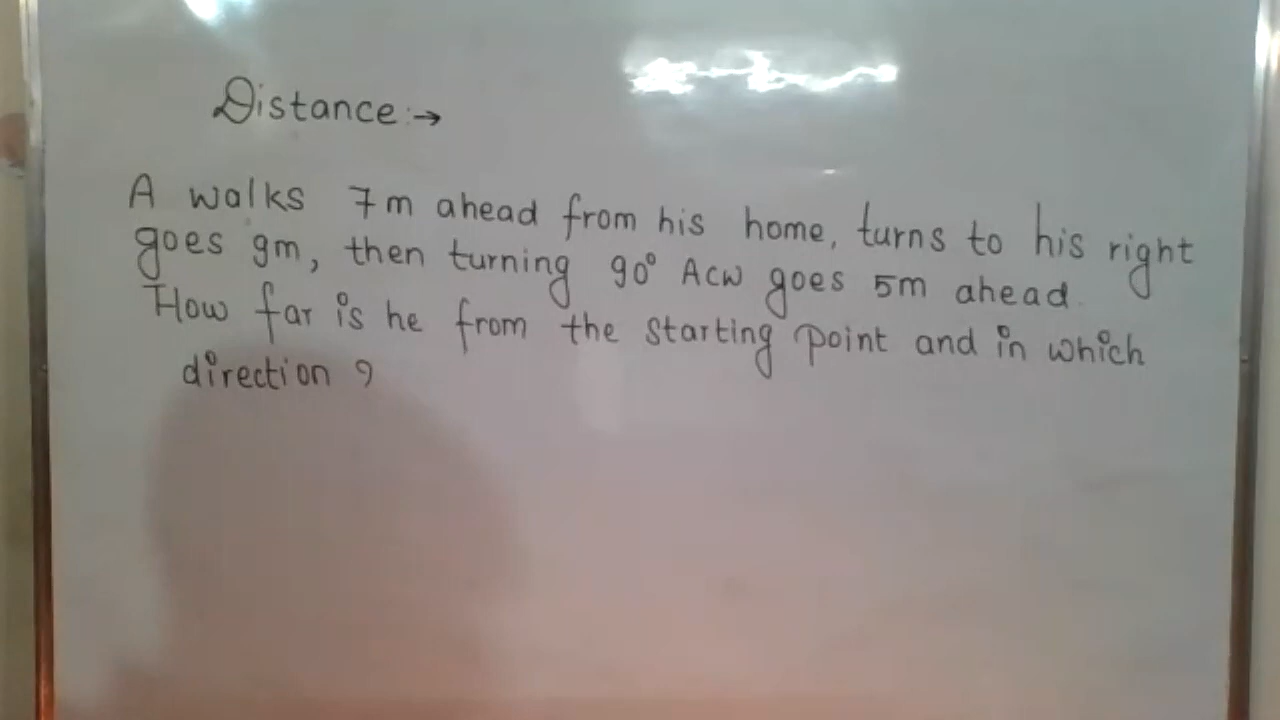 Distance :→
A walks 7m ahead from his home, turns to his right
goes 9m, then turning 90° ACW goes 5m ahead.
How far is he from the starting point and in which
direction ?